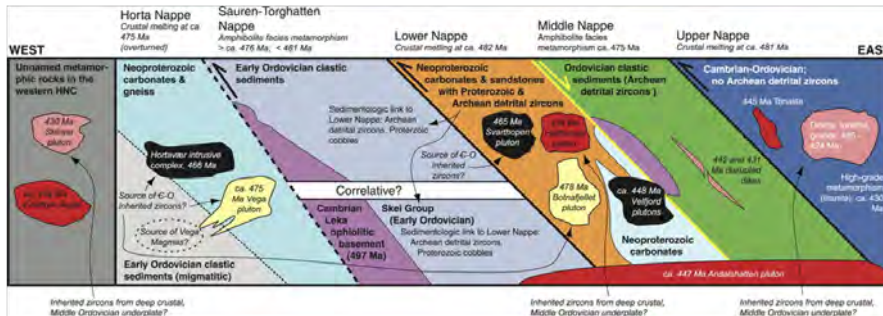 Horta Nappe
Crustal melting at ca
475 Ma
(overturned)
Sauren-Torghatten
Nappe
Amphibolite facies metamorphism
> ca. 476 Ma, < 481 Ma
Lower Nappe
Crustal melting at ca. 482 Ma
Middle Nappe
Amphibolite facies
metamorphism ca. 475 Ma
Upper Nappe
Crustal melting at ca. 481 Ma
WEST
EAS
Unnamed metamor-
phic rocks in the
western HNC
Neoproterozoic
carbonates &
gneiss
Early Ordovician clastic
sediments
Neoproterozoic
carbonates & sandstones
with Proterozoic &
Archean detrital zircons
Ordovician clastic
sediments (Archean
detrital zircons )
Cambrian-Ordovician;
no Archean detrital zircons
430 Ma
pluton
Hortavær intrusive
complex, 466 Ma
Source of Є-O
Inherited zircons?
ca. 475
Ma Vega
pluton
Source of Vega
Magmas?
Early Ordovician clastic
sediments (migmatitic)
Sedimentologic link to
Lower Nappe: Archean
detrital zircons, Proterozoic
cobbles
Source of Є-O
Inherited
zircons?
Correlative?
Cambrian
Leka
ophiolitic
basement
(497 Ma)
Skei Group
(Early Ordovician)
Sedimentologic link to Lower Nappe:
Archean detrital zircons,
Proterozoic cobbles
465 Ma
Svarthopen
pluton
pluton
478 Ma
Botnafjellet
pluton
ca. 448 Ma
Velfjord
plutons
Neoproterozoic
carbonates
445 Ma Tonalite
442 and 431
Ma
dikes
High-grade
metamorphism
ca. 430
Ma
ca. 447 Ma Andalshatten pluton
Inherited zircons from deep crustal,
Middle Ordovician underplate?
Inherited zircons from deep crustal,
Middle Ordovician underplate?
Inherited zircons from deep crustal,
Middle Ordovician underplate?